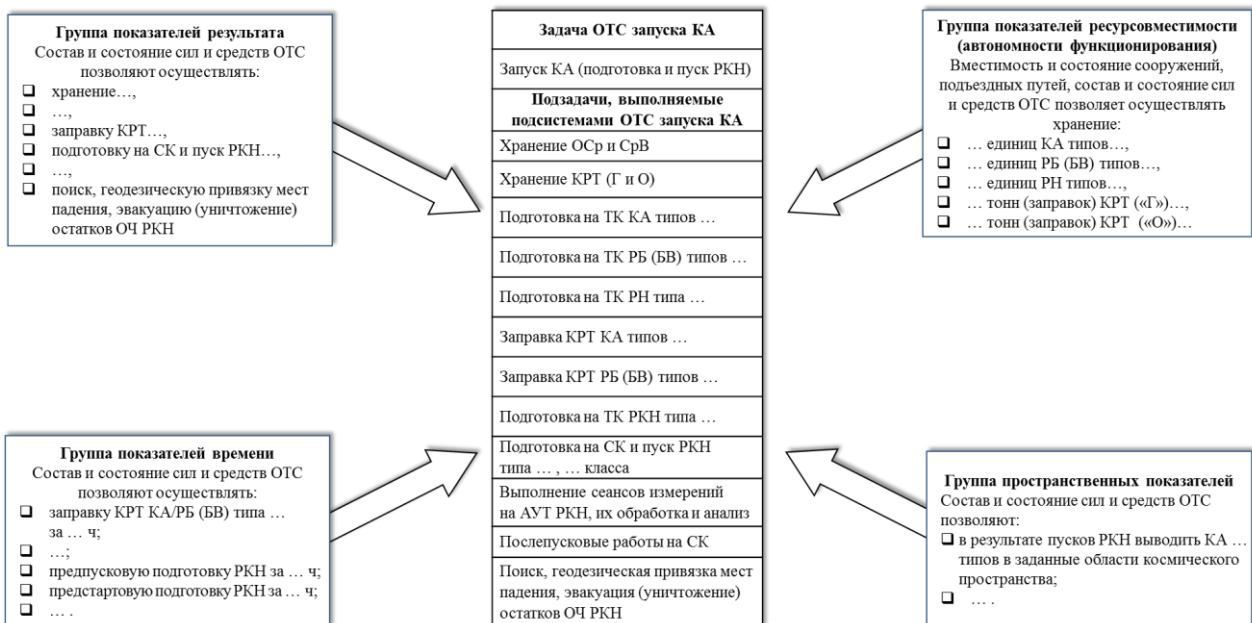 Группа показателей результата
Состав и состояние сил и средств ОТС
позволяют осуществлять:
❑ хранение…,
❑ …,
❑ заправку КРТ…,
❑ подготовку на СК и пуск РКН…,
❑ …,
❑ поиск, геодезическую привязку мест
падения, эвакуацию (уничтожение)
остатков ОЧ РКН
Группа показателей времени
Состав и состояние сил и средств ОТС
позволяют осуществлять:
❑ заправку КРТ КА/РБ (БВ) типа …
за … ч;
❑ …;
❑ предпусковую подготовку РКН за … ч;
❑ предстартовую подготовку РКН за … ч;
❑ … .
Задача ОТС запуска КА
Запуск КА (подготовка и пуск РКН)
Подзадачи, выполняемые
подсистемами ОТС запуска КА
Хранение ОСр и СрВ
Хранение КРТ (Г и О)
Подготовка на ТК КА типов …
Подготовка на ТК РБ (БВ) типов …
Подготовка на ТК РН типа …
Заправка КРТ КА типов …
Заправка КРТ РБ (БВ) типов …
Подготовка на ТК РКН типа …
Подготовка на СК и пуск РКН
типа … , … класса
Выполнение сеансов измерений
на АУТ РКН, их обработка и анализ
Послепусковые работы на СК
Поиск, геодезическая привязка мест
падения, эвакуация (уничтожение)
остатков ОЧ РКН
Группа показателей ресурсовместимости
(автономности функционирования)
Вместимость и состояние сооружений,
подъездных путей, состав и состояние сил
и средств ОТС позволяет осуществлять
хранение:
❑ … единиц КА типов…,
❑ … единиц РБ (БВ) типов…,
❑ … единиц РН типов…,
❑ … тонн (заправок) КРТ («Г»)…,
❑ … тонн (заправок) КРТ («О»)…
Группа пространственных показателей
Состав и состояние сил и средств ОТС
позволяют:
❑ в результате пусков РКН выводить КА …
типов в заданные области космического
пространства;
❑ … .